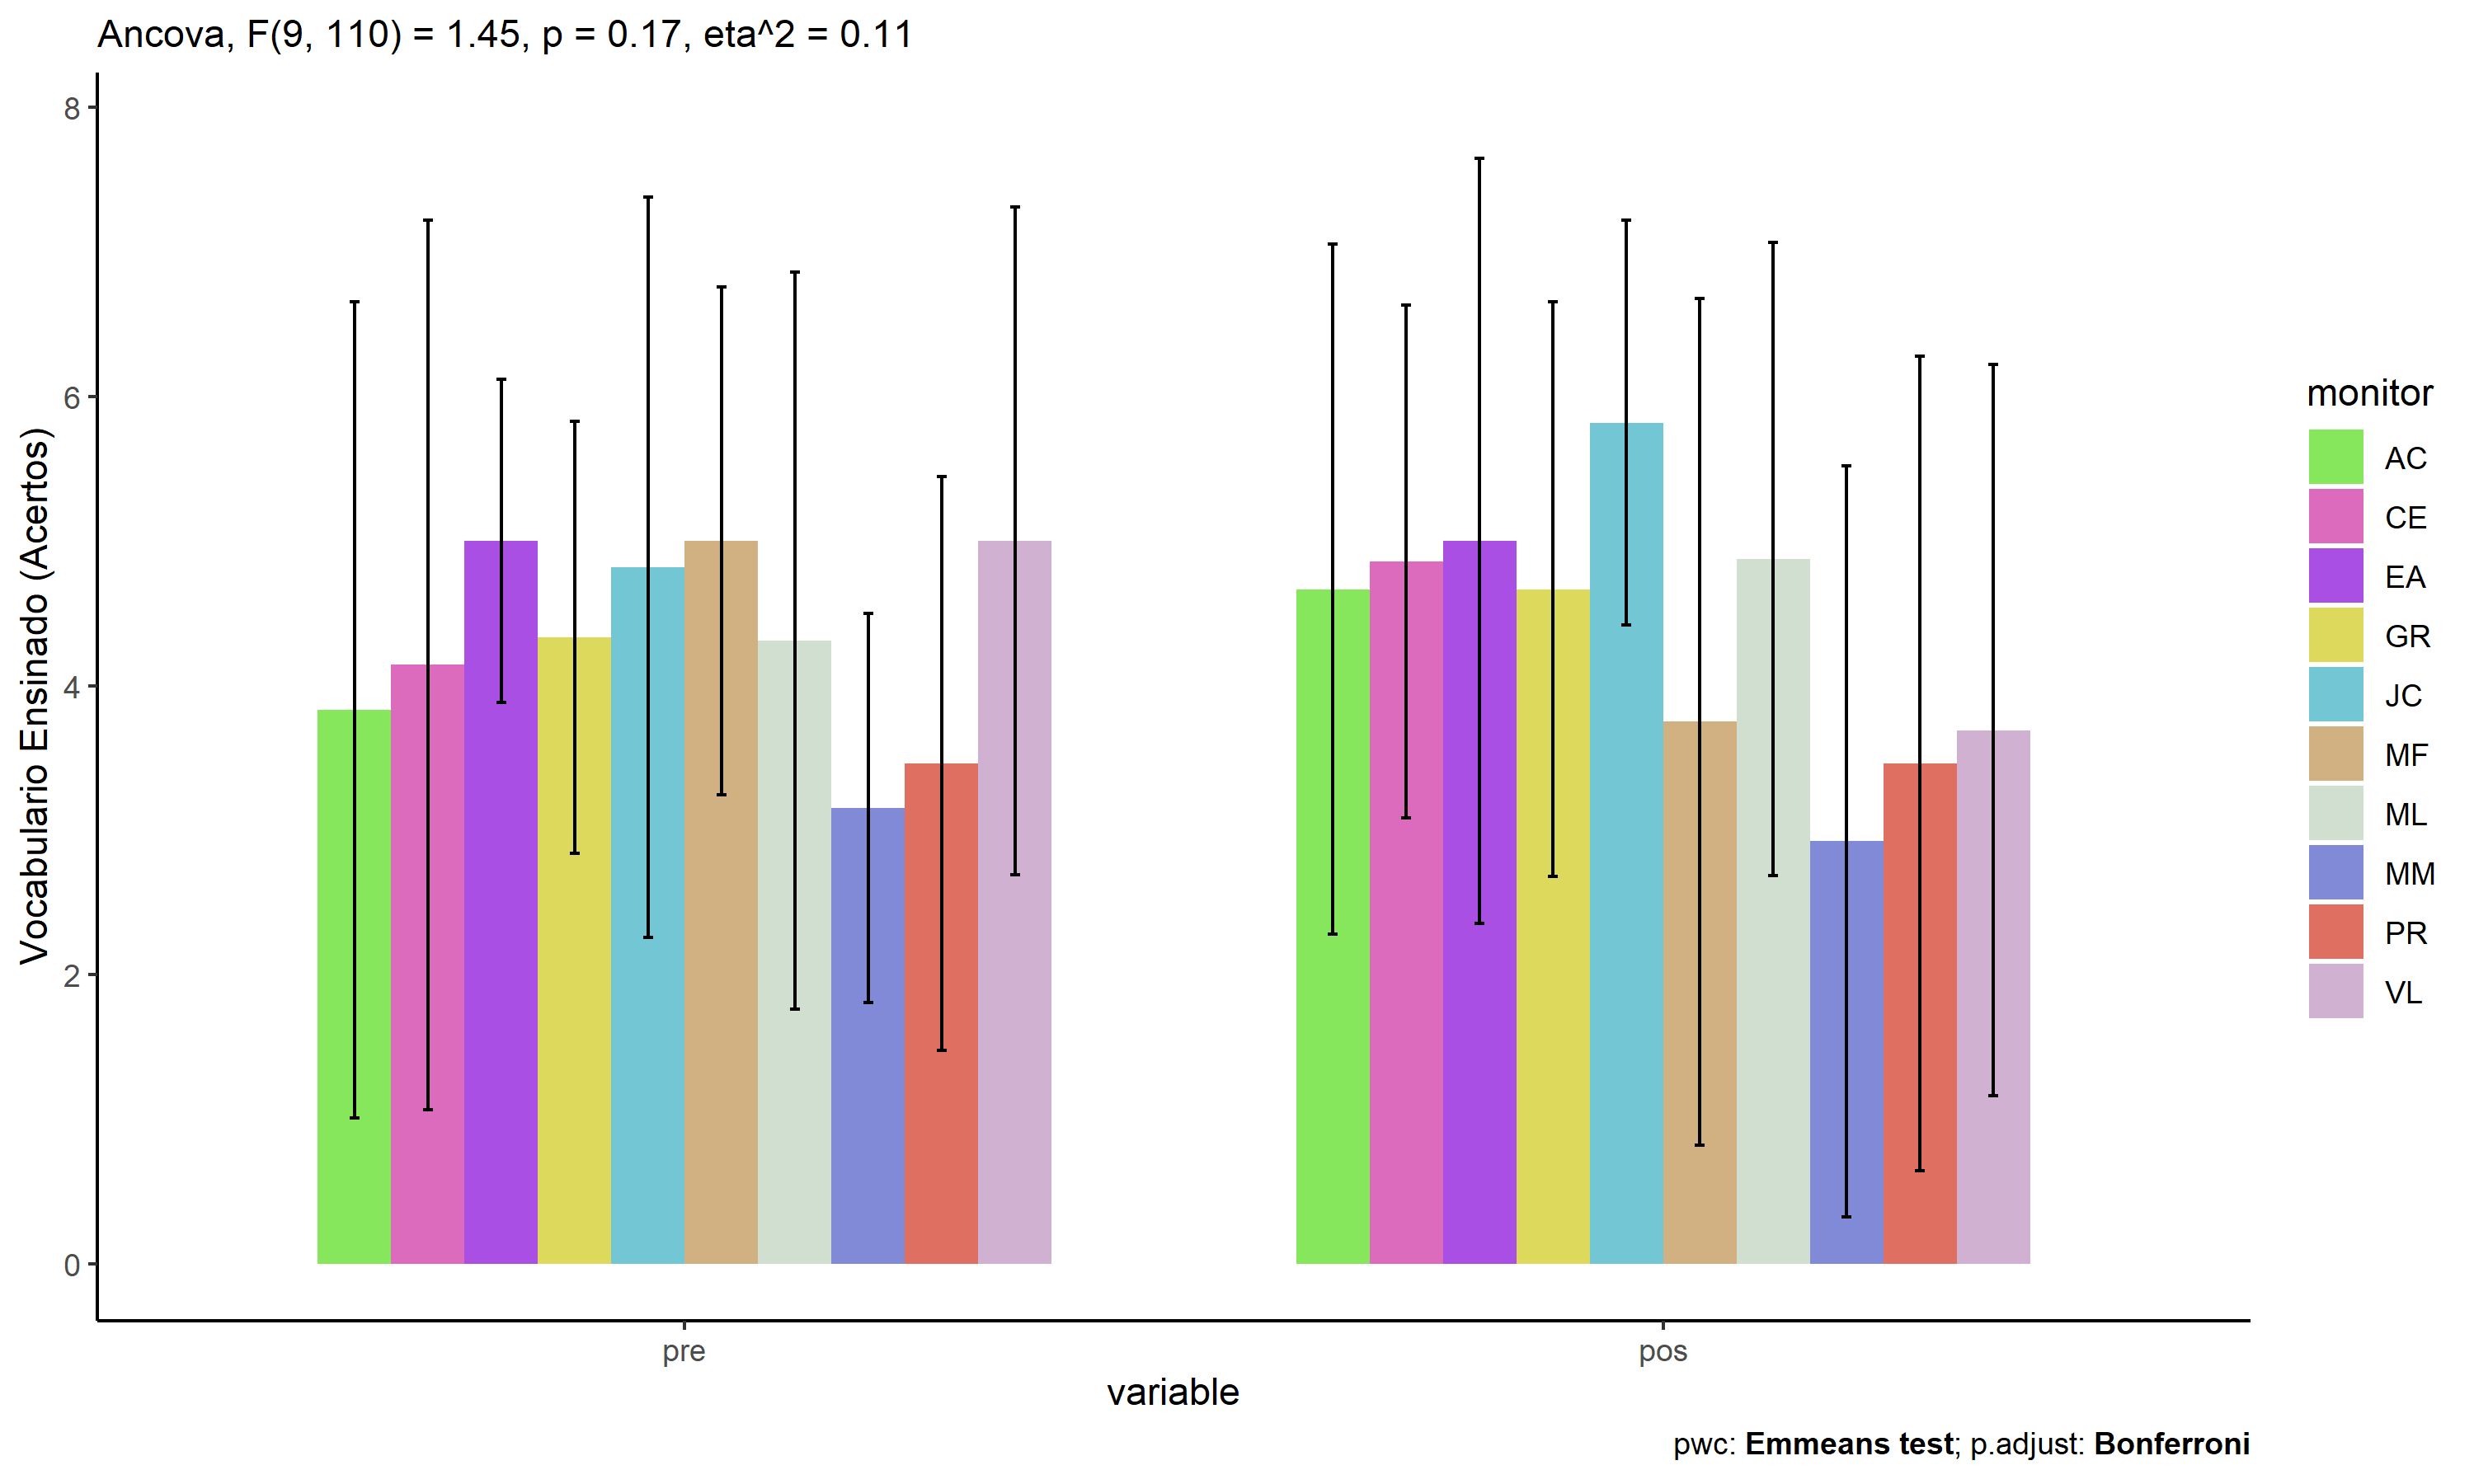 Ancova, F(9, 110) = 1.45, p = 0.17, eta^2 = 0.11
Vocabulario Ensinado (Acertos)
8
6
4
2
0
pre
pos
variable
monitor
AC
CE
EA
GR
JC
MF
ML
MM
PR
VL
pwc: Emmeans test; p.adjust: Bonferroni